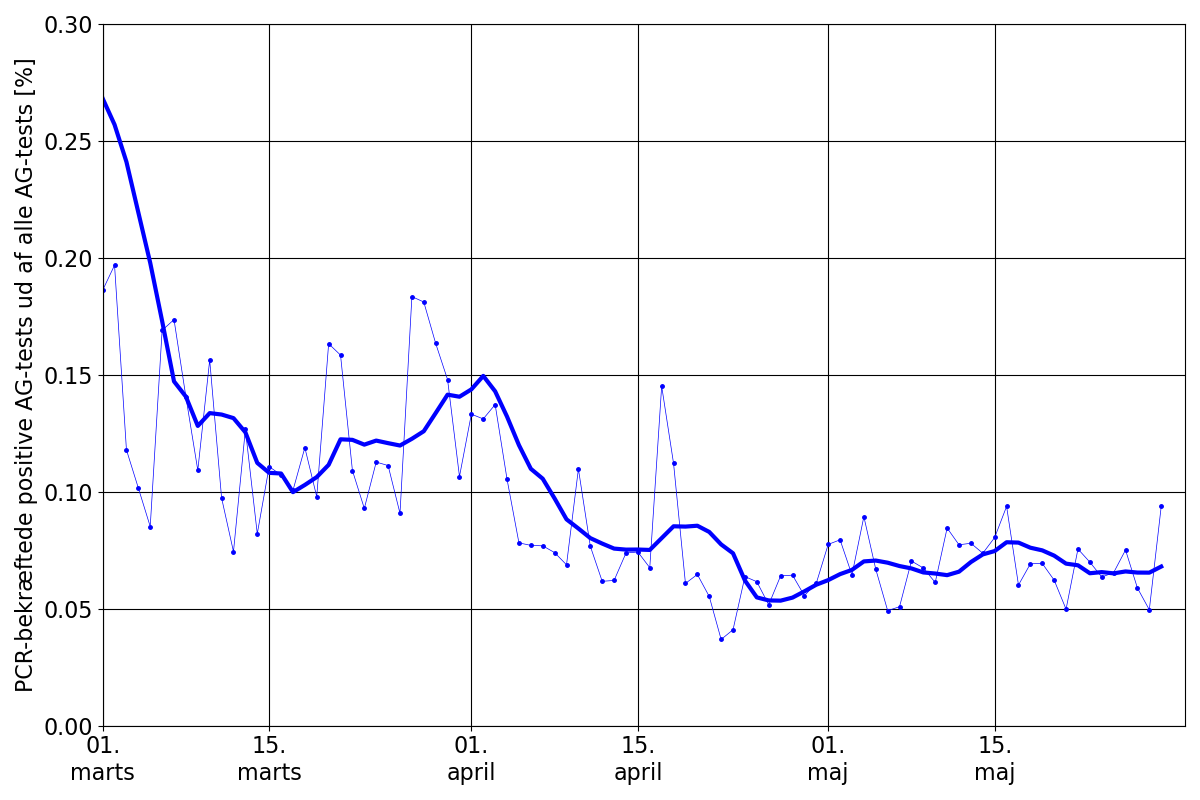 PCR-bekræftede positive AG-tests ud af alle AG-tests [%]
0.30
0.25
0.20
0.15
0.10
0.05
0.00
01. 15. 01. 15. 01. 15.
marts marts april april maj maj